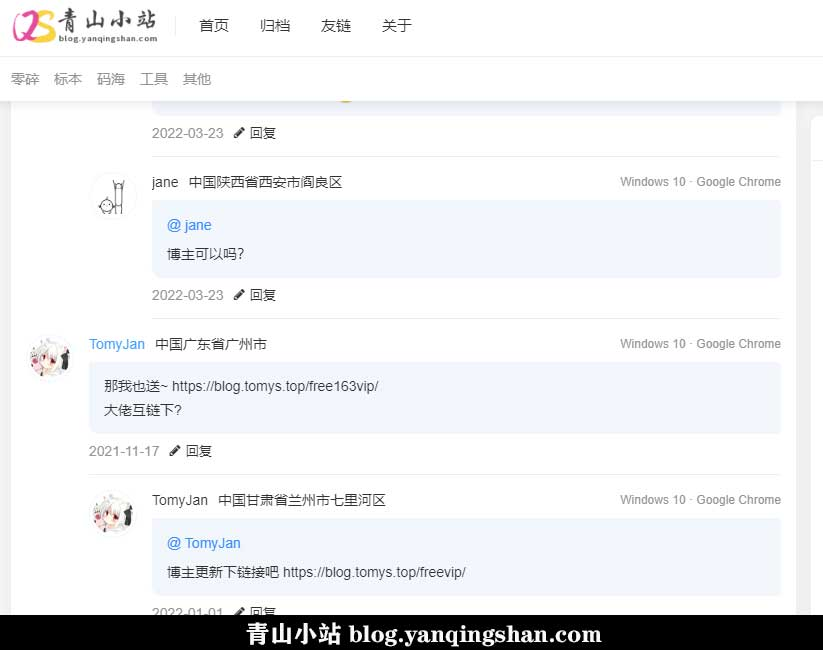 青山小站
blog.yanqingshan.com
首页 归档 友链 关于
零碎 标本 码海 工具 其他
2022-03-23 回复
jane 中国陕西省西安市阎良区 Windows 10 · Google Chrome
@ jane
博主可以吗？
2022-03-23 回复
TomyJan 中国广东省广州市 Windows 10 · Google Chrome
那我也送~ https://blog.tomys.top/free163vip/
大佬互链下？
2021-11-17 回复
TomyJan 中国甘肃省兰州市七里河区 Windows 10 · Google Chrome
@ TomyJan
博主更新下链接吧 https://blog.tomys.top/freevip/
2022-01-01 回复
青山小站 blog.yanqingshan.com